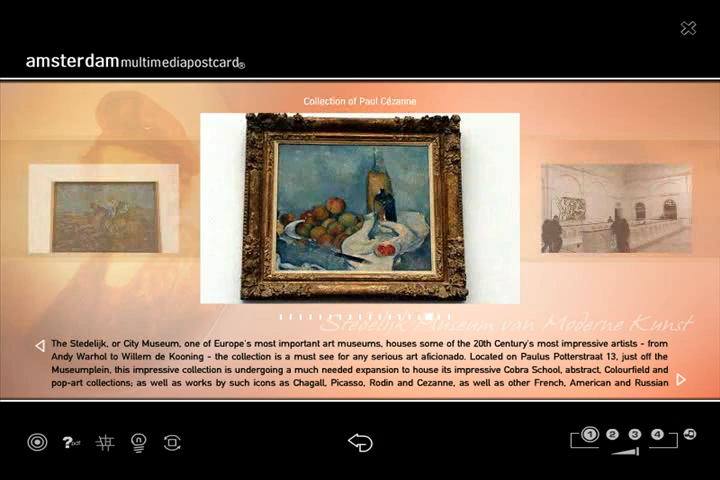 amsterdammultimediapostcard®
Collection of Paul Cézanne
Stedelijk Museum van Moderne Kunst
The Stedelijk, or City Museum, one of Europe's most important art museums, houses some of the 20th Century's most impressive artists - from
Andy Warhol to Willem de Kooning - the collection is a must see for any serious art aficionado. Located on Paulus Potterstraat 13, just off the
Museumplein, this impressive collection is undergoing a much needed expansion to house its impressive Cobra School, abstract, Colourfield and
pop-art collections; as well as works by such icons as Chagall, Picasso, Rodin and Cezanne, as well as other French, American and Russian
?pdf
1 2 3 4